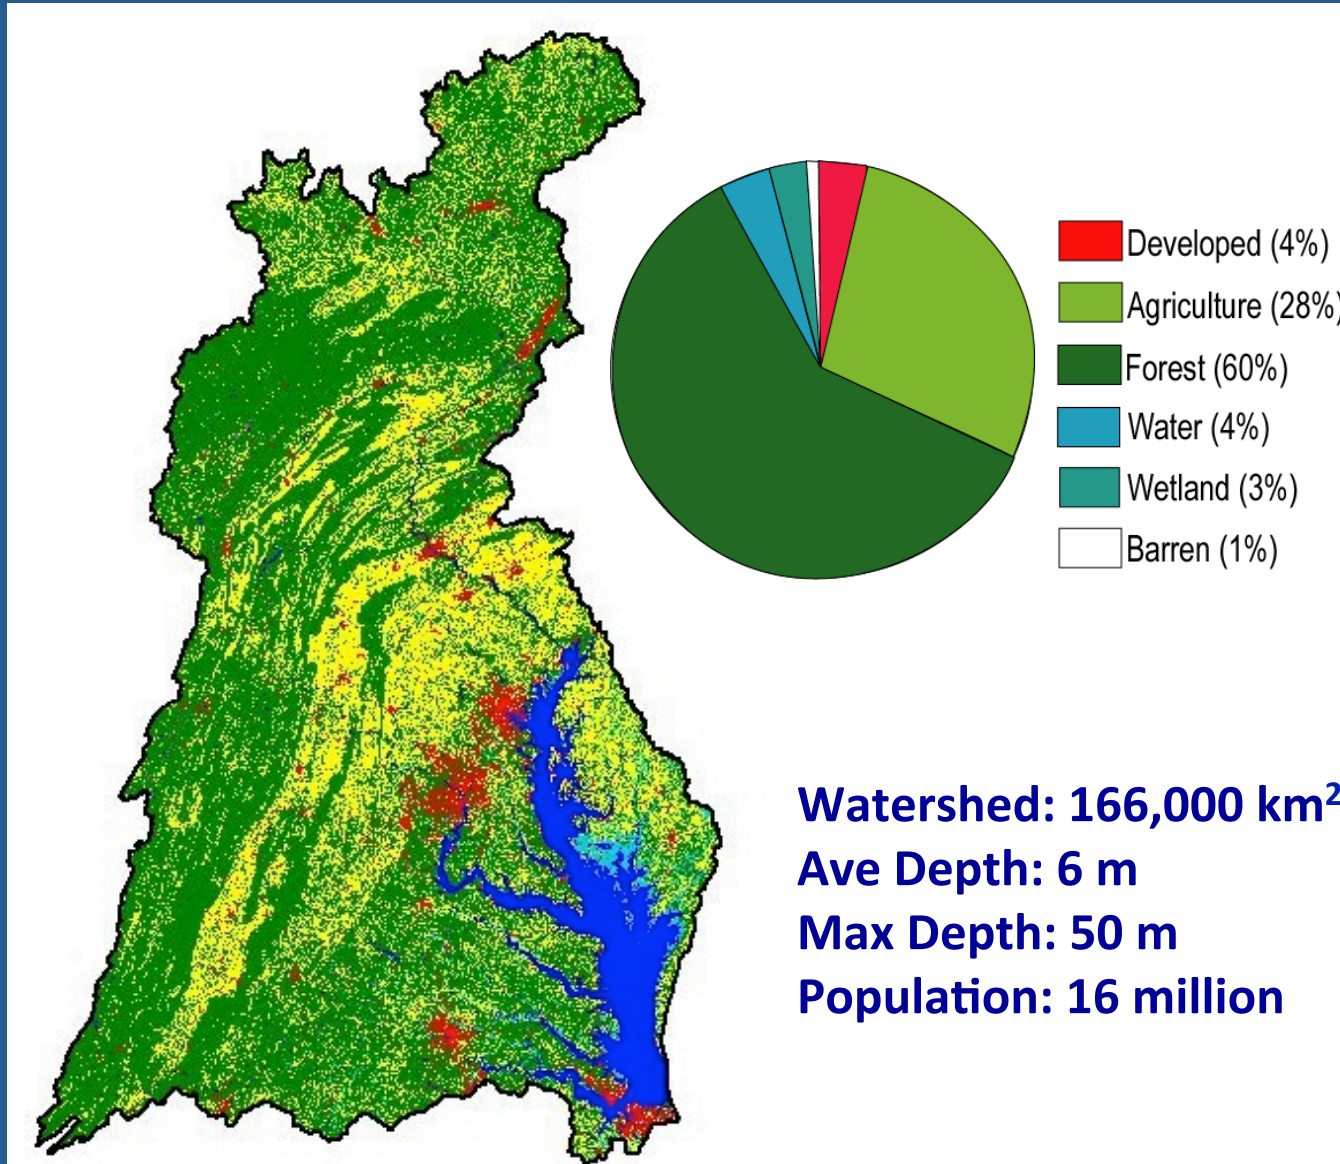 Developed (4%)
Agriculture (28%)
Forest (60%)
Water (4%)
Wetland (3%)
Barren (1%)
Watershed: 166,000 km²
Ave Depth: 6 m
Max Depth: 50 m
Population: 16 million